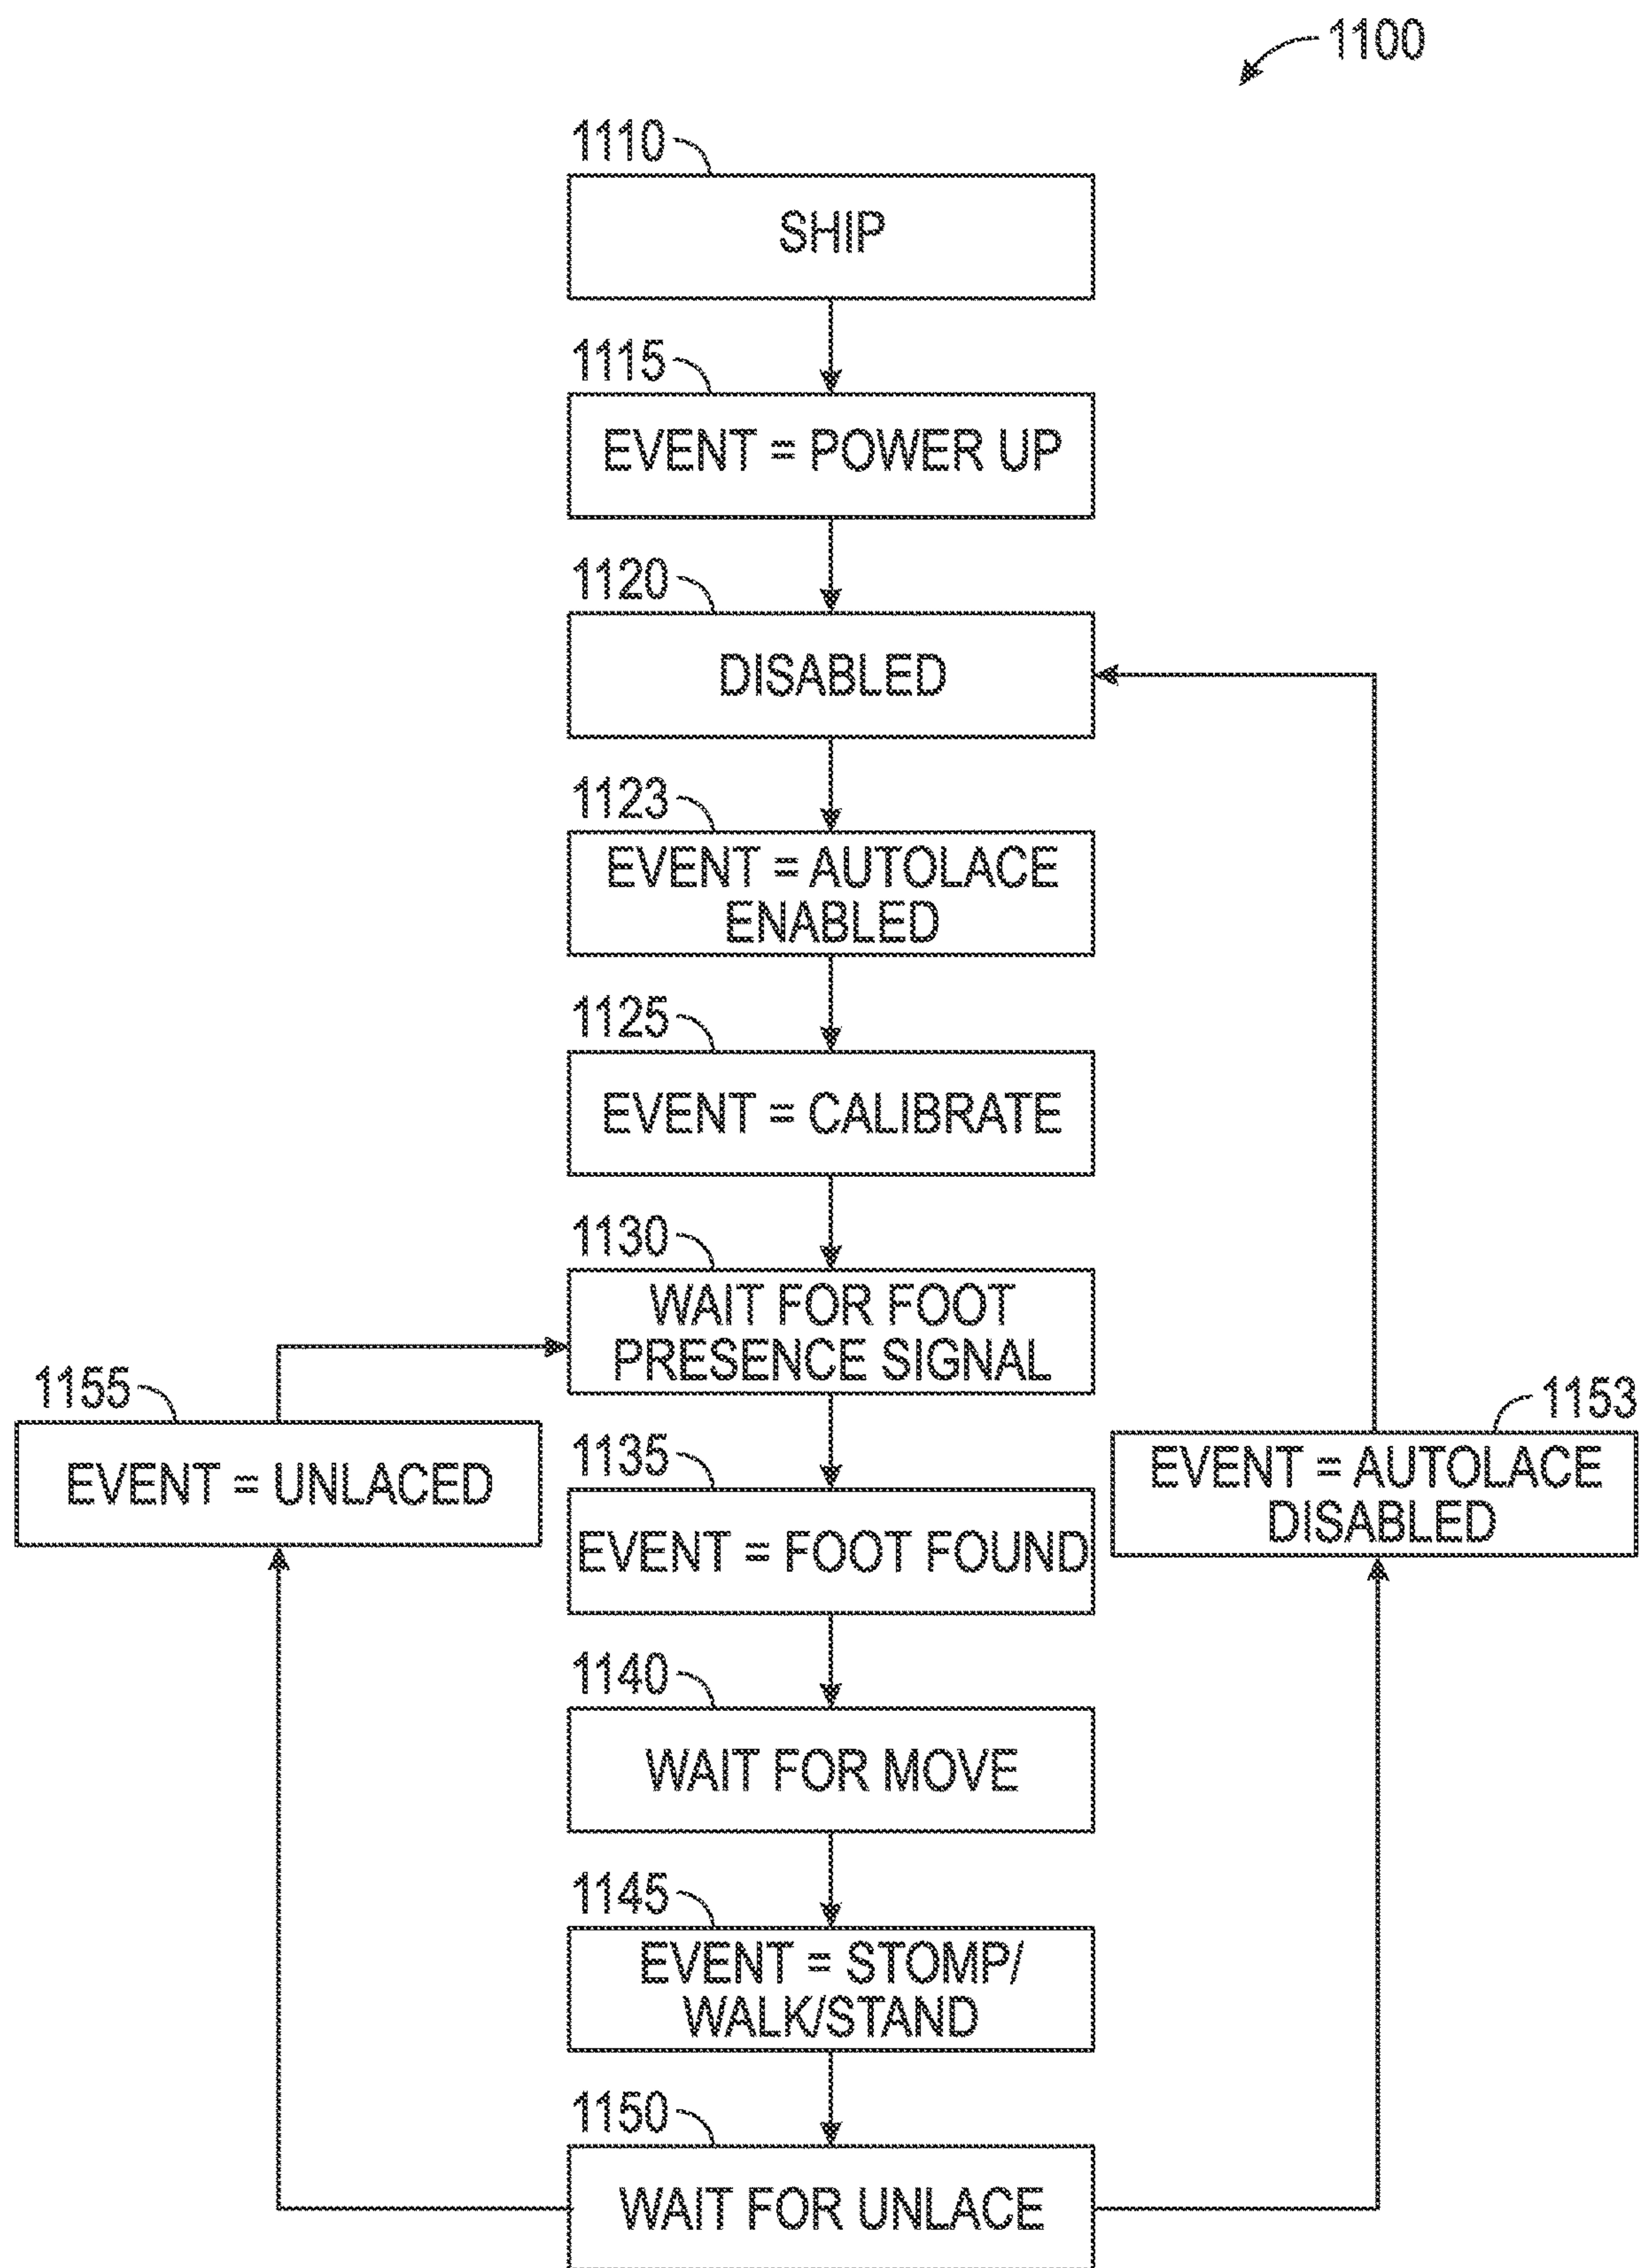 1100
1110
SHIP
1115
EVENT = POWER UP
1120
DISABLED
1123
EVENT = AUTOLACE
ENABLED
1125
EVENT = CALIBRATE
1130
WAIT FOR FOOT
PRESENCE SIGNAL
1155
EVENT = UNLACED
1153
EVENT = AUTOLACE
DISABLED
1135
EVENT = FOOT FOUND
1140
WAIT FOR MOVE
1145
EVENT = STOMP/
WALK/STAND
1150
WAIT FOR UNLACE